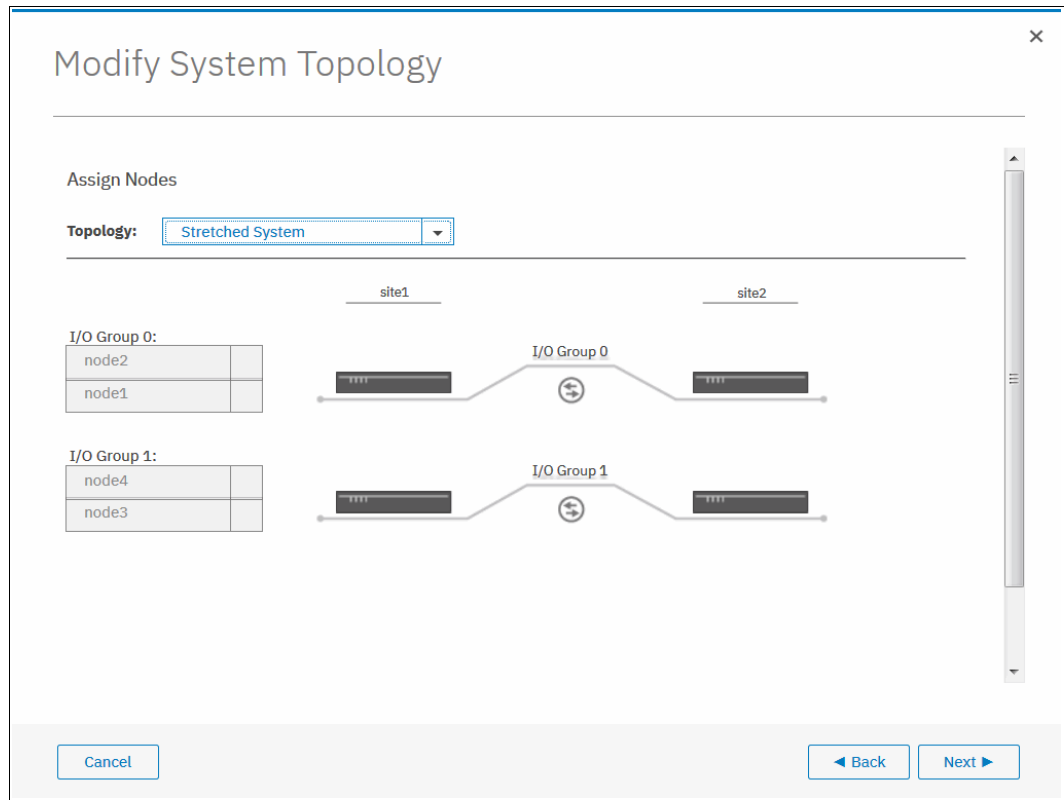 Modify System Topology
Assign Nodes
Topology: Stretched System
site1 site2
I/O Group 0:
node2
node1
I/O Group 0
I/O Group 1:
node4
node3
I/O Group 1
Cancel
Back
Next